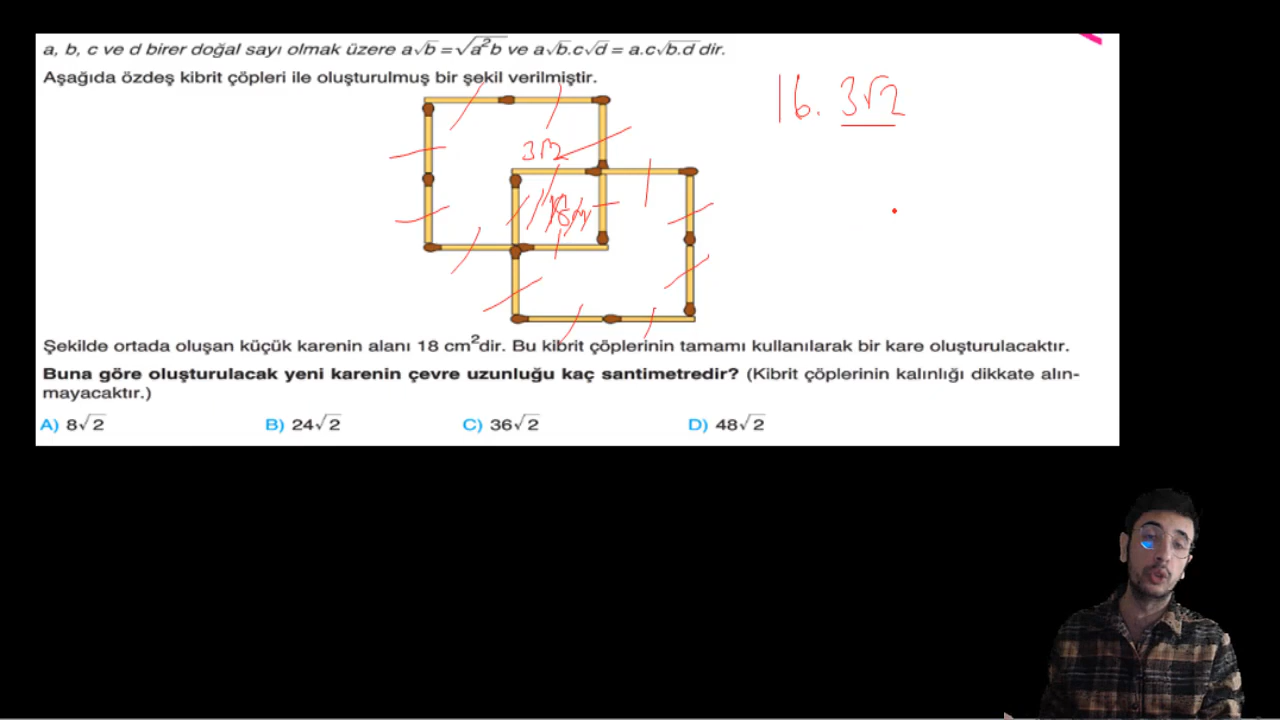 a, b, c ve d birer doğal sayı olmak üzere a√b = √a²b ve a√b.c√d = a.c√b.d dir.
Aşağıda özdeş kibrit çöpleri ile oluşturulmuş bir şekil verilmiştir.
16. 3√2
3√2
18
Şekilde ortada oluşan küçük karenin alanı 18 cm²dir. Bu kibrit çöplerinin tamamı kullanılarak bir kare oluşturulacaktır.
Buna göre oluşturulacak yeni karenin çevre uzunluğu kaç santimetredir? (Kibrit çöplerinin kalınlığı dikkate alın-
mayacaktır.)
A) 8√2 B) 24√2 C) 36√2 D) 48√2